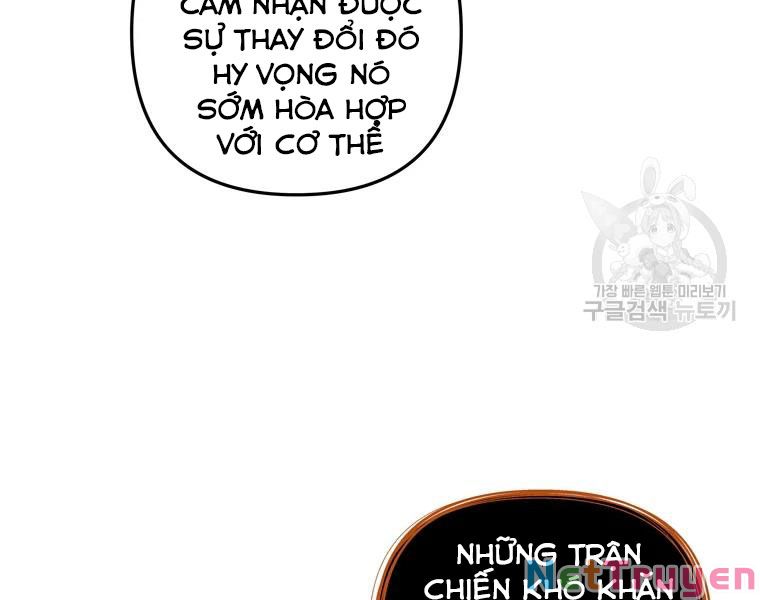 CẢM NHẬN ĐƯỢC
SỰ THAY ĐỔI ĐÓ
HY VỌNG NÓ
SỚM HÒA HỢP
VỚI CƠ THỂ
가장 빠른 웹툰 미리보기
구글검색 뉴토끼
NHỮNG TRẬN
CHIẾN KHÓ KHĂN
NetTruyen